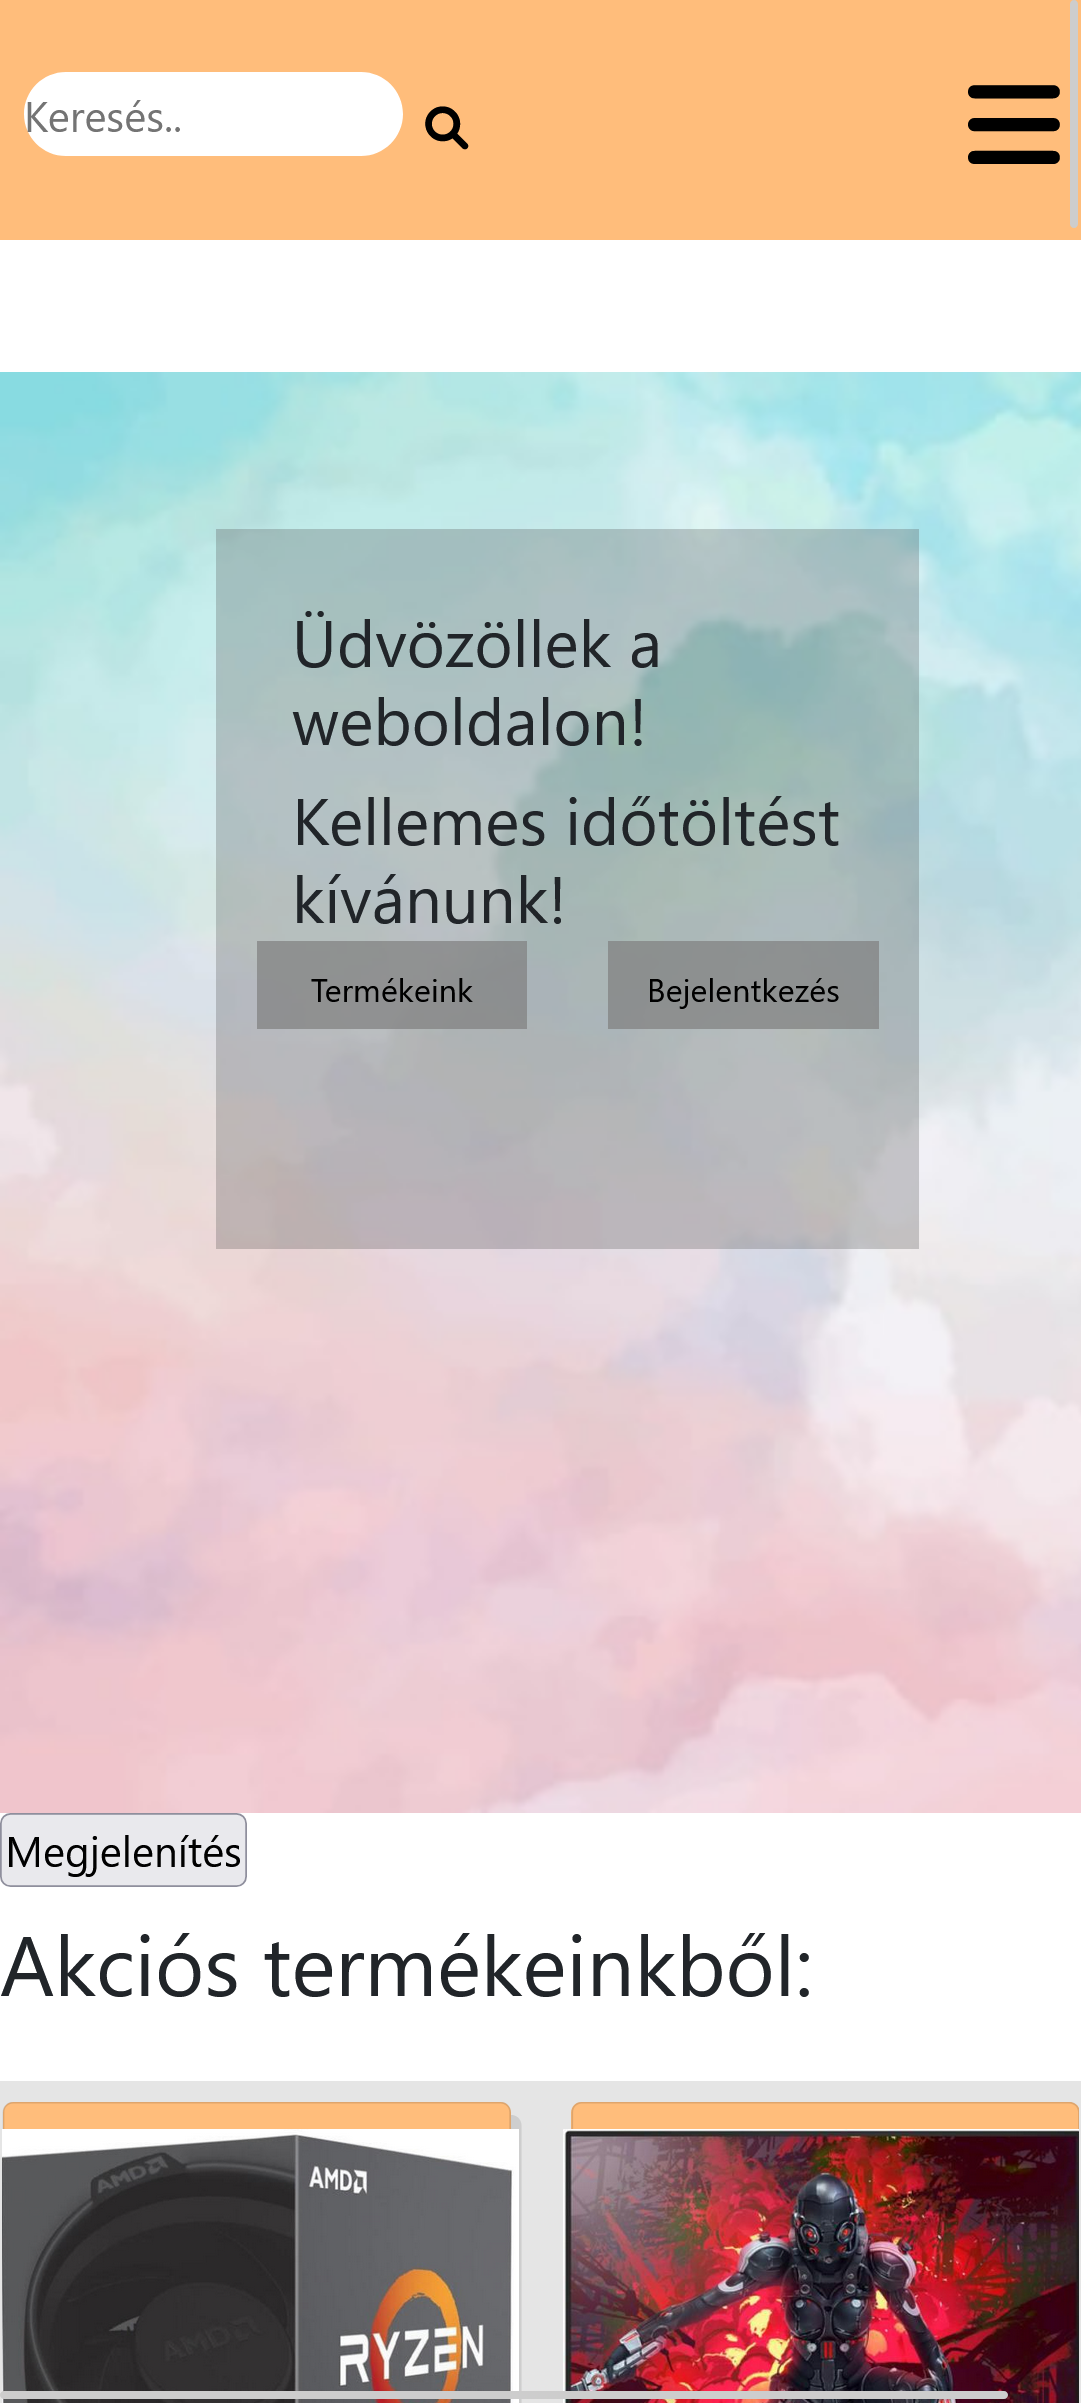 Keresés..
Üdvözöllek a
weboldalon!
Kellemes időtöltést
kívánunk!
Termékeink
Bejelentkezés
Megjelenítés
Akciós termékeinkből:
AMD
AMD
AMD
RYZEN